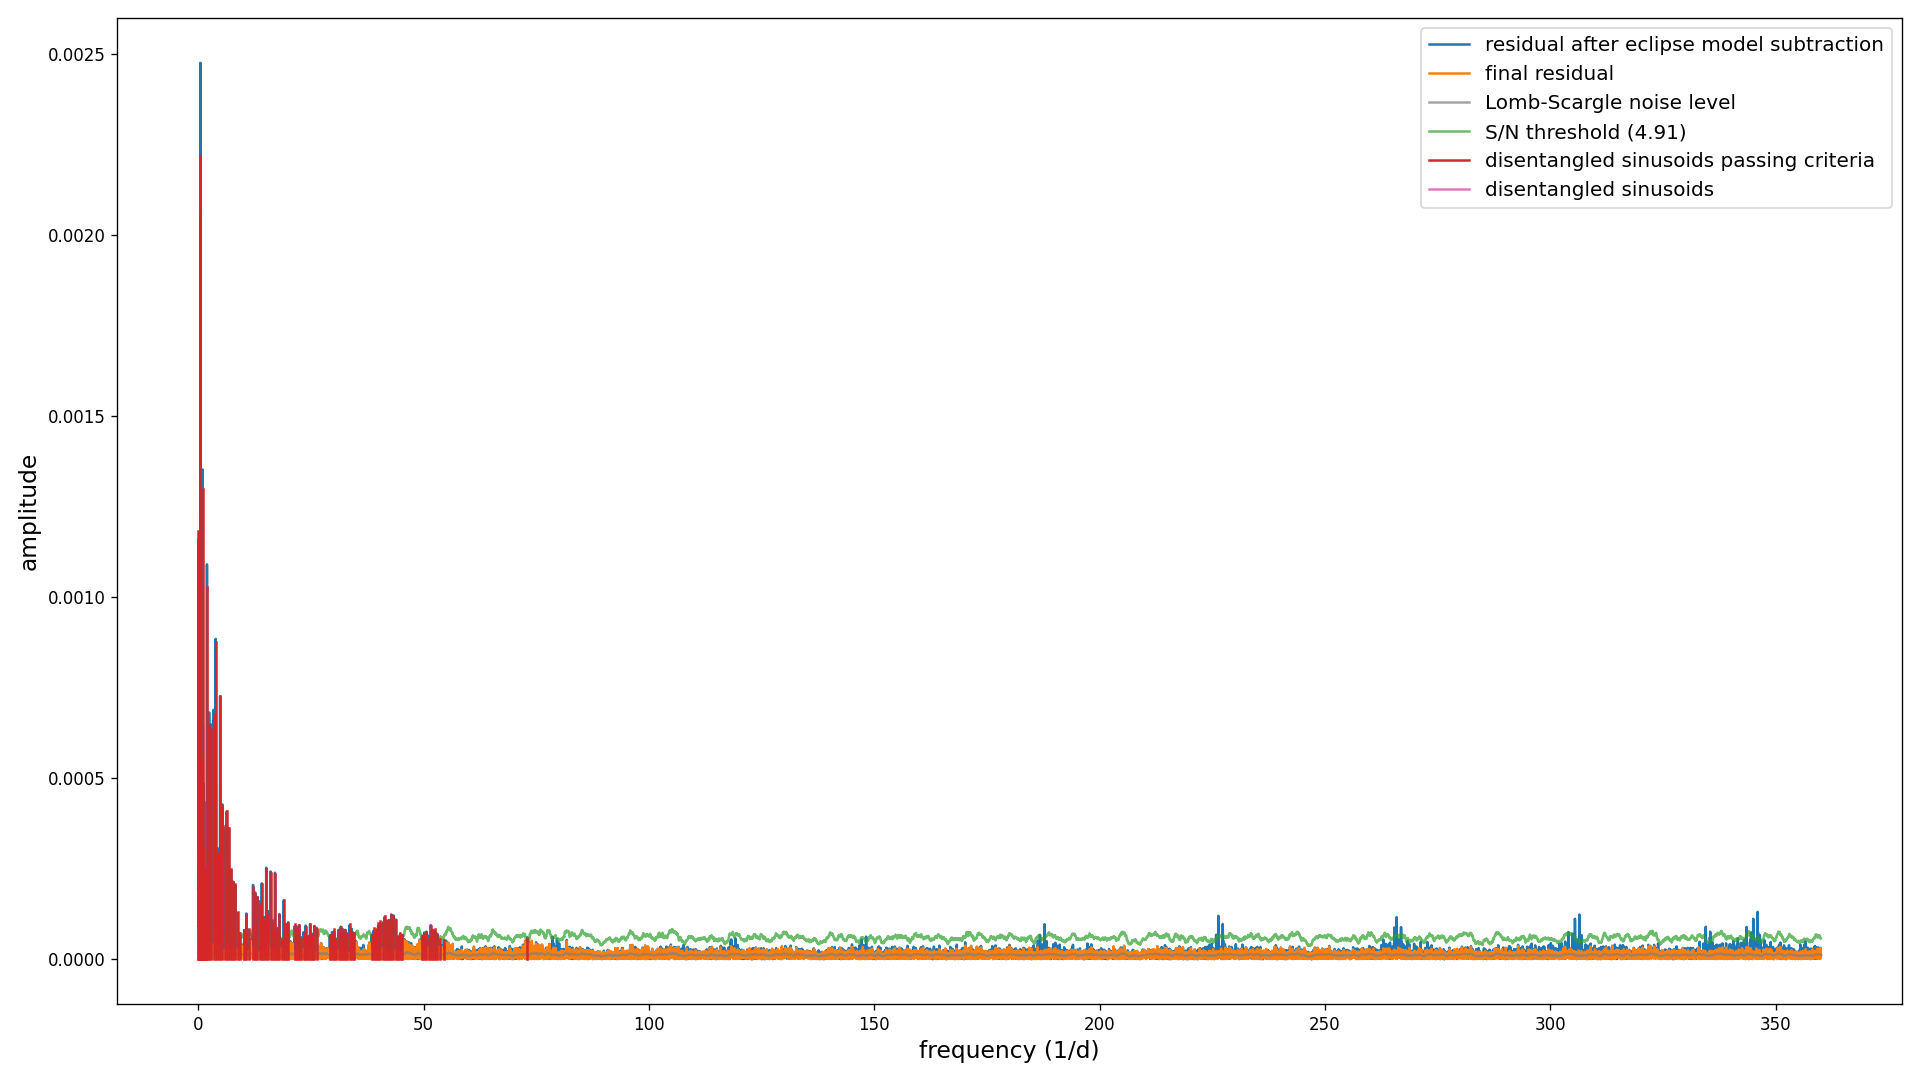 0.0025
0.0020
0.0015
0.0010
0.0005
0.0000
amplitude
0
50
100
150
200
250
300
350
frequency (1/d)
residual after eclipse model subtraction
final residual
Lomb-Scargle noise level
S/N threshold (4.91)
disentangled sinusoids passing criteria
disentangled sinusoids